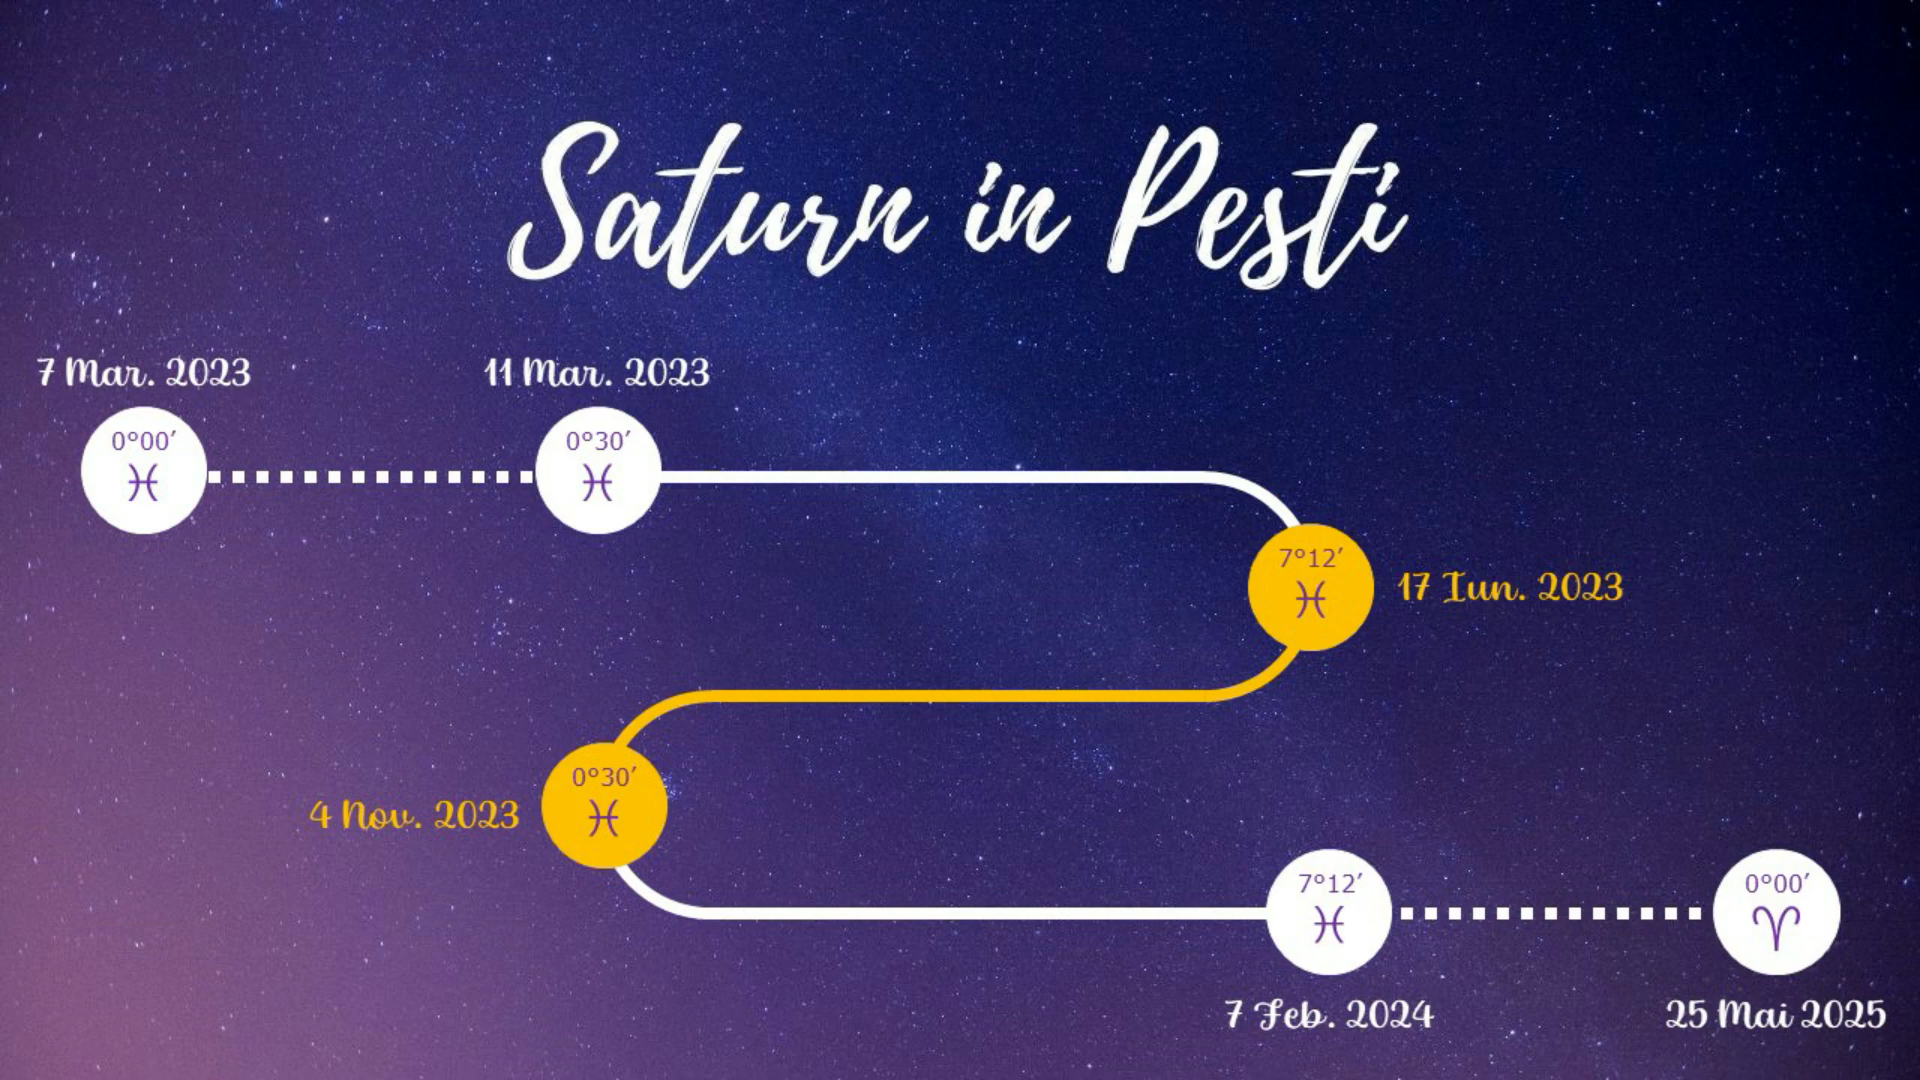 Saturn in Pesti
7 Mar. 2023
11 Mar. 2023
0°00′
♓
0°30′
♓
7°12′
♓
17 Iun. 2023
0°30′
♓
4 Nov. 2023
7°12′
♓
0°00′
♈
7 Feb. 2024
25 Mai 2025